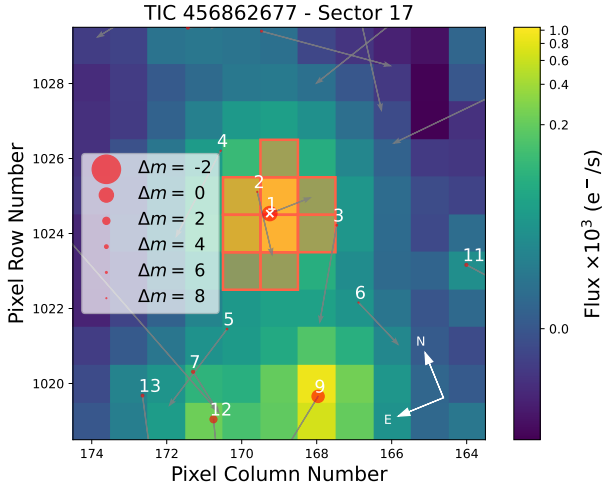 TIC 456862677 - Sector 17
Pixel Row Number
1028
1026
1024
1022
1020
Δm = -2
Δm = 0
Δm = 2
Δm = 4
Δm = 6
Δm = 8
4
2
1
3
11
6
5
7
13
12
9
N
E
174
172
170
168
166
164
Pixel Column Number
1.0
0.8
0.6
0.4
0.2
0.0
Flux ×10³ (e⁻/s)